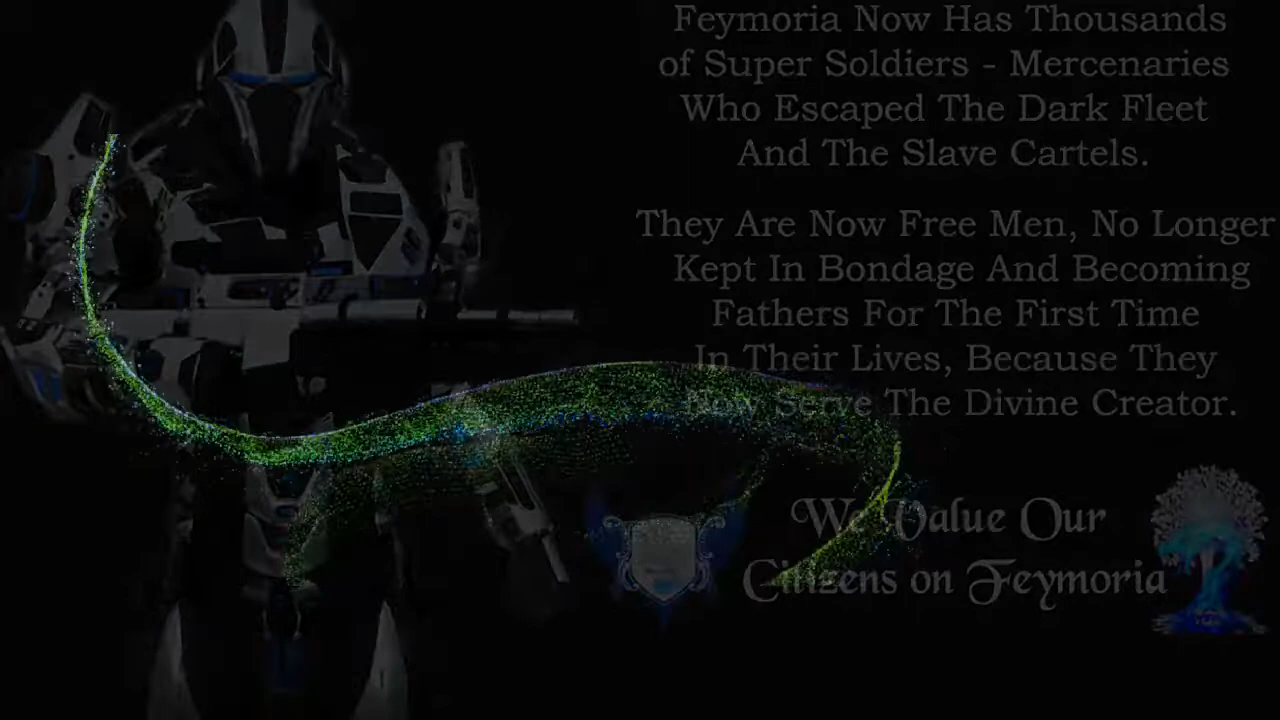 Feymoria Now Has Thousands
of Super Soldiers - Mercenaries
Who Escaped The Dark Fleet
And The Slave Cartels.
They Are Now Free Men, No Longer
Kept In Bondage And Becoming
Fathers For The First Time
In Their Lives, Because They
Now Serve The Divine Creator.
We Value Our
Citizens on Feymoria